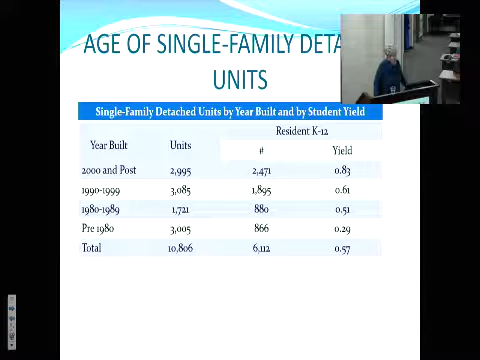 AGE OF SINGLE-FAMILY DETA
UNITS
Single-Family Detached Units by Year Built and by Student Yield
Year Built Units Resident K-12
# Yield
2000 and Post 2,995 2,471 0.83
1990-1999 3,085 1,895 0.61
1980-1989 1,721 880 0.51
Pre 1980 3,005 866 0.29
Total 10,806 6,112 0.57